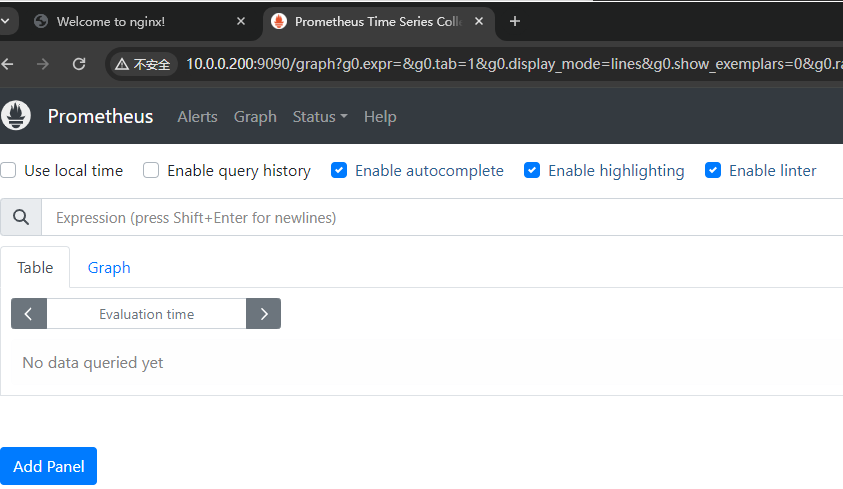 Welcome to nginx!
Prometheus Time Series Coll
不安全
10.0.0.200:9090/graph?g0.expr=&g0.tab=1&g0.display_mode=lines&g0.show_exemplars=0&g0.ra
Prometheus Alerts Graph Status Help
Use local time Enable query history Enable autocomplete Enable highlighting Enable linter
Expression (press Shift+Enter for newlines)
Table Graph
Evaluation time
No data queried yet
Add Panel